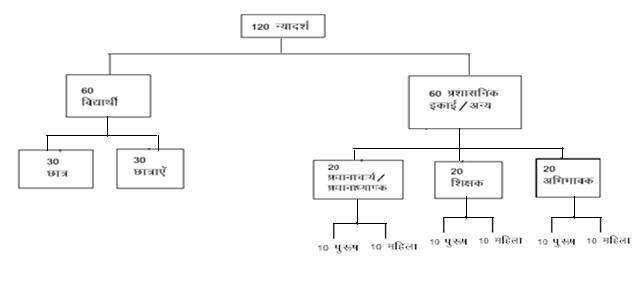 120 न्यादर्श
60
विद्यार्थी
60 प्रशासनिक
इकाई/अन्य
30
छात्र
30
छात्राऐं
20
प्रधानाचार्य/
प्रधानाध्यापक
20
शिक्षक
20
अभिभावक
10 पुरूष 10 महिला
10 पुरूष 10 महिला
10 पुरूष 10 महिला